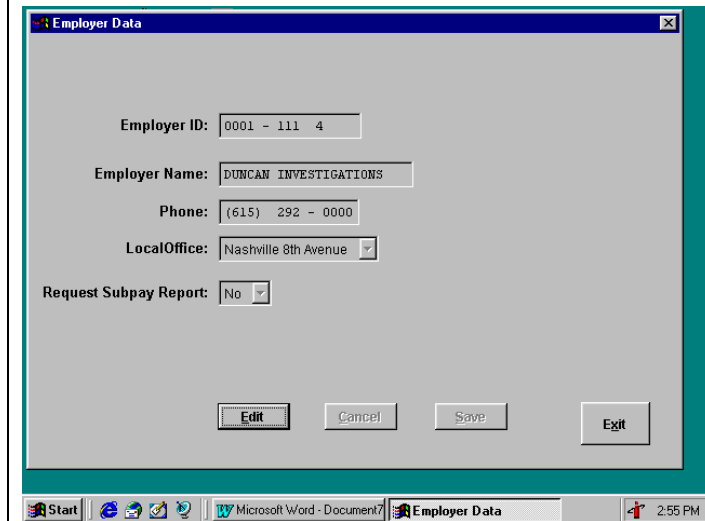 Employer Data
Employer ID: 0001 - 111 4
Employer Name: DUNCAN INVESTIGATIONS
Phone: (615) 292 - 0000
LocalOffice: Nashville 8th Avenue
Request Subpay Report: No
Edit Cancel Save Exit
Start Microsoft Word - Document7 Employer Data 2:55 PM